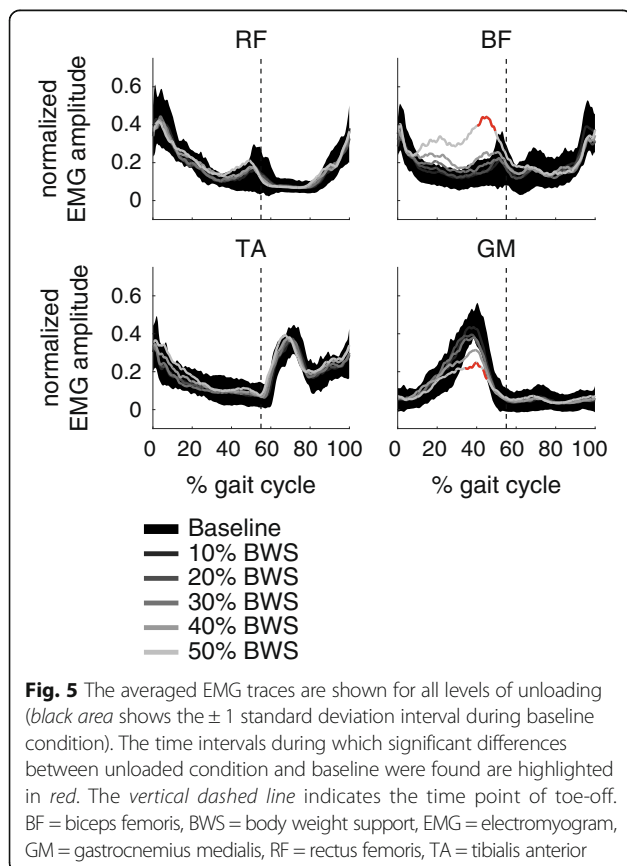 RF
BF
normalized
EMG amplitude
0.6
0.4
0.2
0
TA
GM
normalized
EMG amplitude
0.6
0.4
0.2
0
0 20 40 60 80 100
0 20 40 60 80 100
% gait cycle
% gait cycle
Baseline
10% BWS
20% BWS
30% BWS
40% BWS
50% BWS
Fig. 5 The averaged EMG traces are shown for all levels of unloading
(black area shows the ± 1 standard deviation interval during baseline
condition). The time intervals during which significant differences
between unloaded condition and baseline were found are highlighted
in red. The vertical dashed line indicates the time point of toe-off.
BF = biceps femoris, BWS = body weight support, EMG = electromyogram,
GM = gastrocnemus medialis, RF = rectus femoris, TA = tibialis anterior